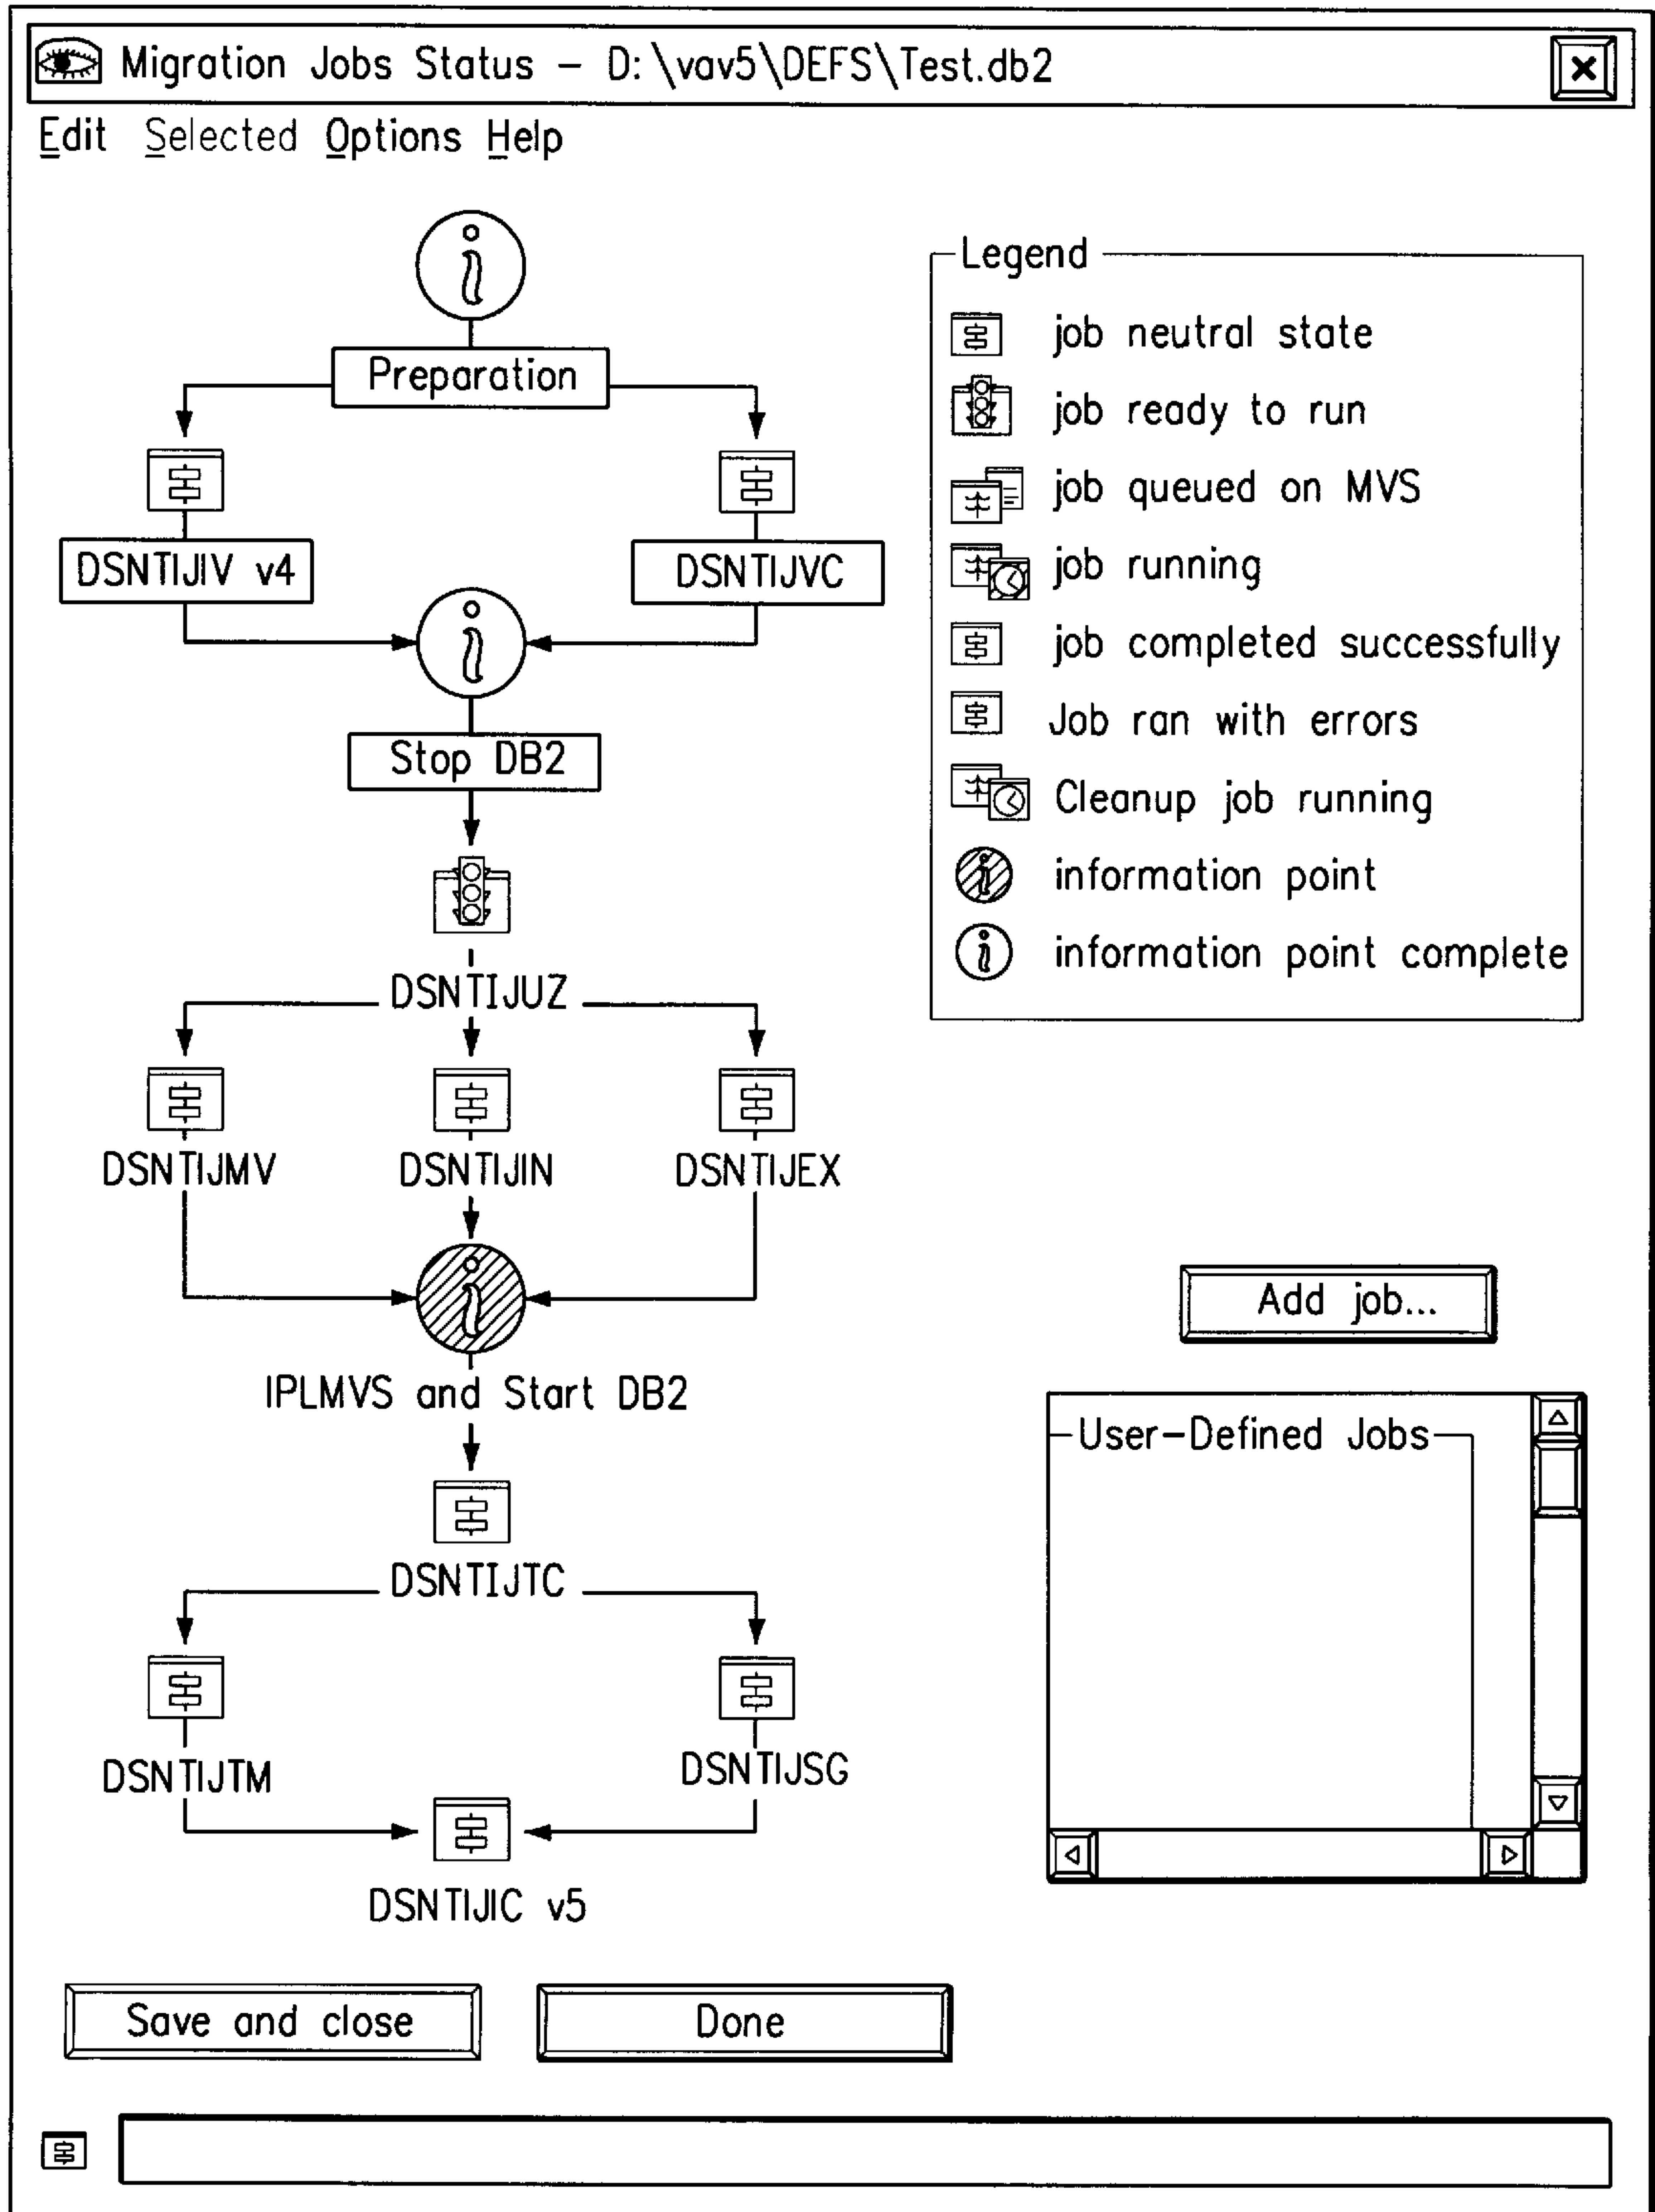 Migration Jobs Status – D:\vav5\DEFS\Test.db2
Edit Selected Options Help
Preparation
DSNTIJIV v4
DSNTIJVC
Stop DB2
DSNTIJUZ
DSNTIJMV
DSNTIJIN
DSNTIJEX
IPLMVS and Start DB2
DSNTIJTC
DSNTIJTM
DSNTIJSG
DSNTIJIC v5
Legend
job neutral state
job ready to run
job queued on MVS
job running
job completed successfully
Job ran with errors
Cleanup job running
information point
information point complete
Add job...
User-Defined Jobs
Save and close
Done